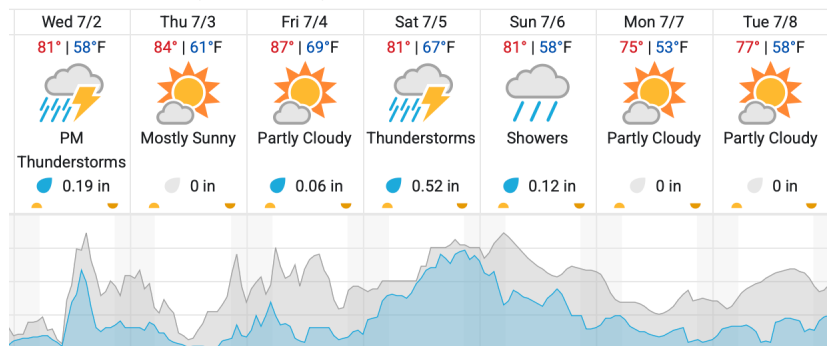 Wed 7/2 Thu 7/3 Fri 7/4 Sat 7/5 Sun 7/6 Mon 7/7 Tue 7/8
81° | 58°F 84° | 61°F 87° | 69°F 81° | 67°F 81° | 58°F 75° | 53°F 77° | 58°F
PM Mostly Sunny Partly Cloudy Thunderstorms Showers Partly Cloudy Partly Cloudy
Thunderstorms
0.19 in 0 in 0.06 in 0.52 in 0.12 in 0 in 0 in